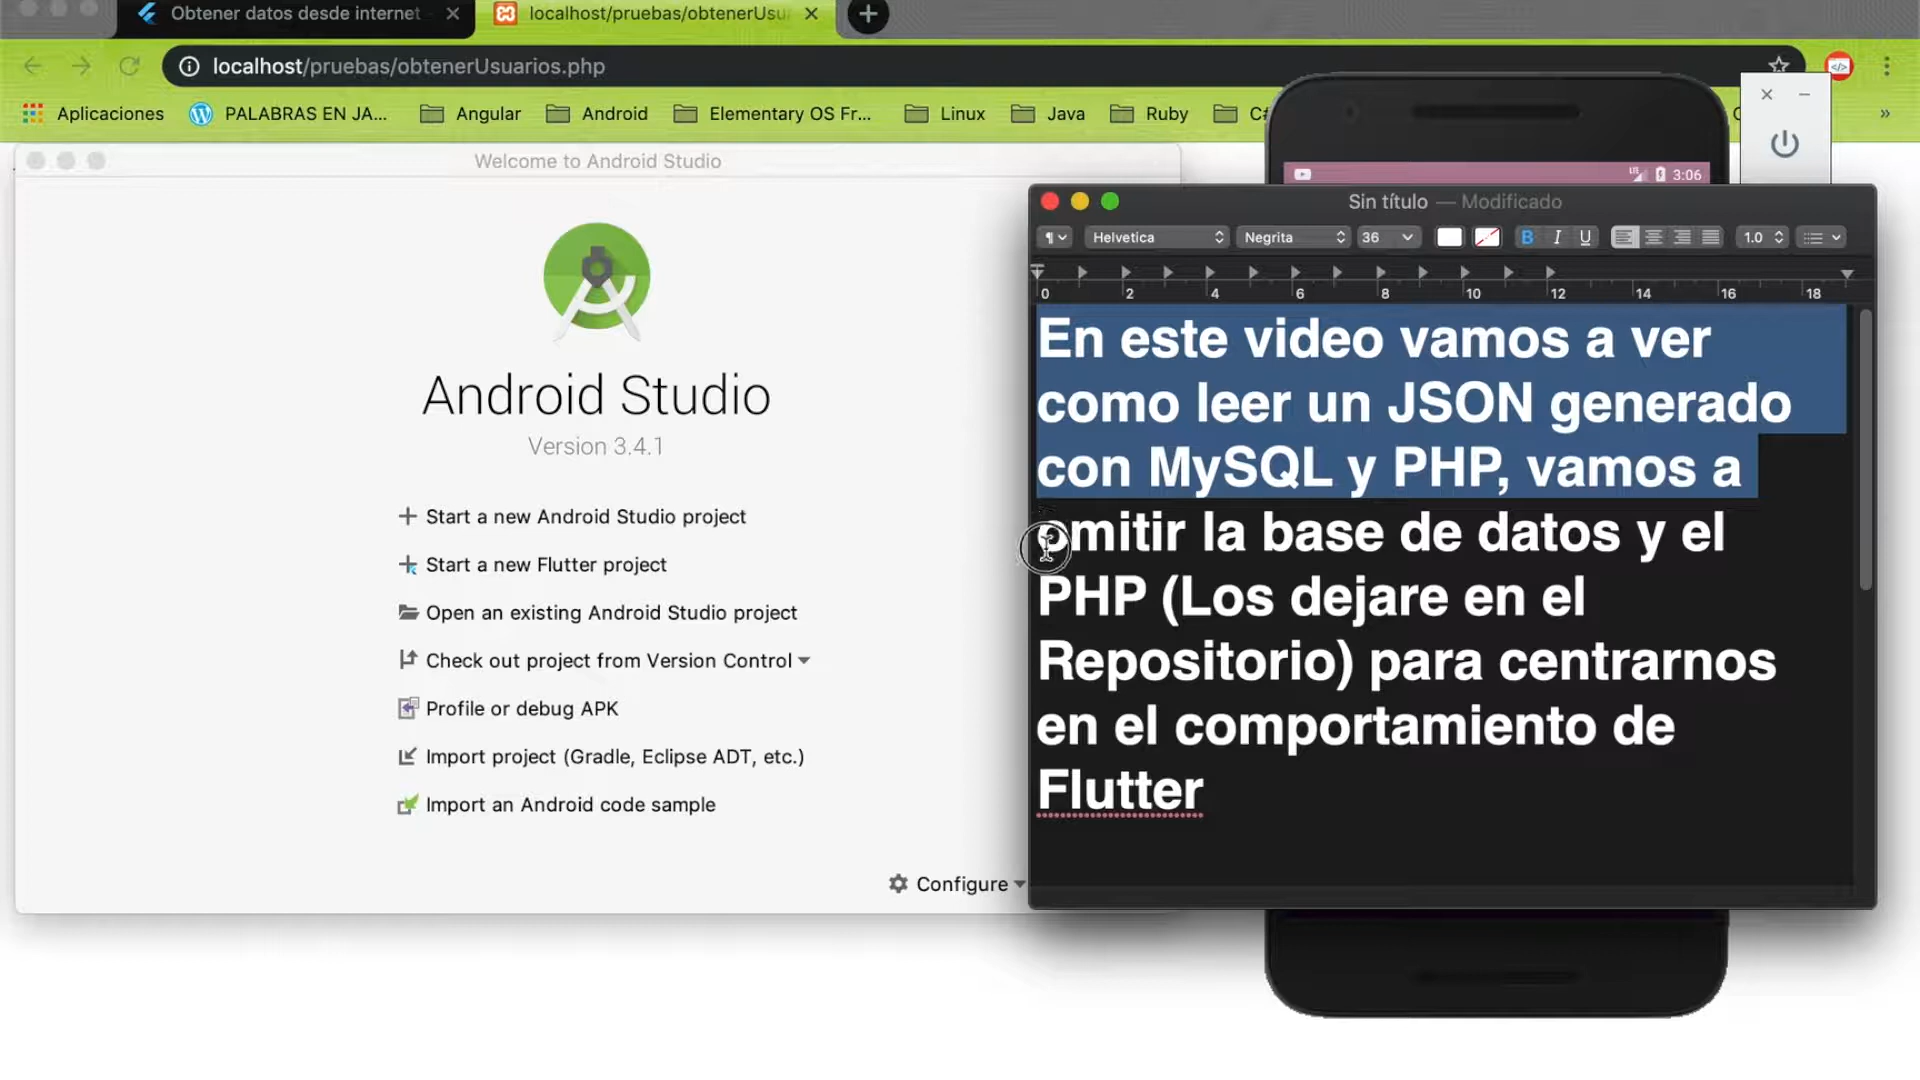 Obtener datos desde internet
localhost/pruebas/obtenerUsu
localhost/pruebas/obtenerUsuarios.php
Aplicaciones
PALABRAS EN JA...
Angular
Android
Elementary OS Fr...
Linux
Java
Ruby
Welcome to Android Studio
Android Studio
Version 3.4.1
Start a new Android Studio project
Start a new Flutter project
Open an existing Android Studio project
Check out project from Version Control
Profile or debug APK
Import project (Gradle, Eclipse ADT, etc.)
Import an Android code sample
Configure
3:06
Sin título — Modificado
Helvetica
Negrita
36
B I U
1.0
0 2 4 6 8 10 12 14 16 18
En este video vamos a ver
como leer un JSON generado
con MySQL y PHP, vamos a
omitir la base de datos y el
PHP (Los dejare en el
Repositorio) para centrarnos
en el comportamiento de
Flutter